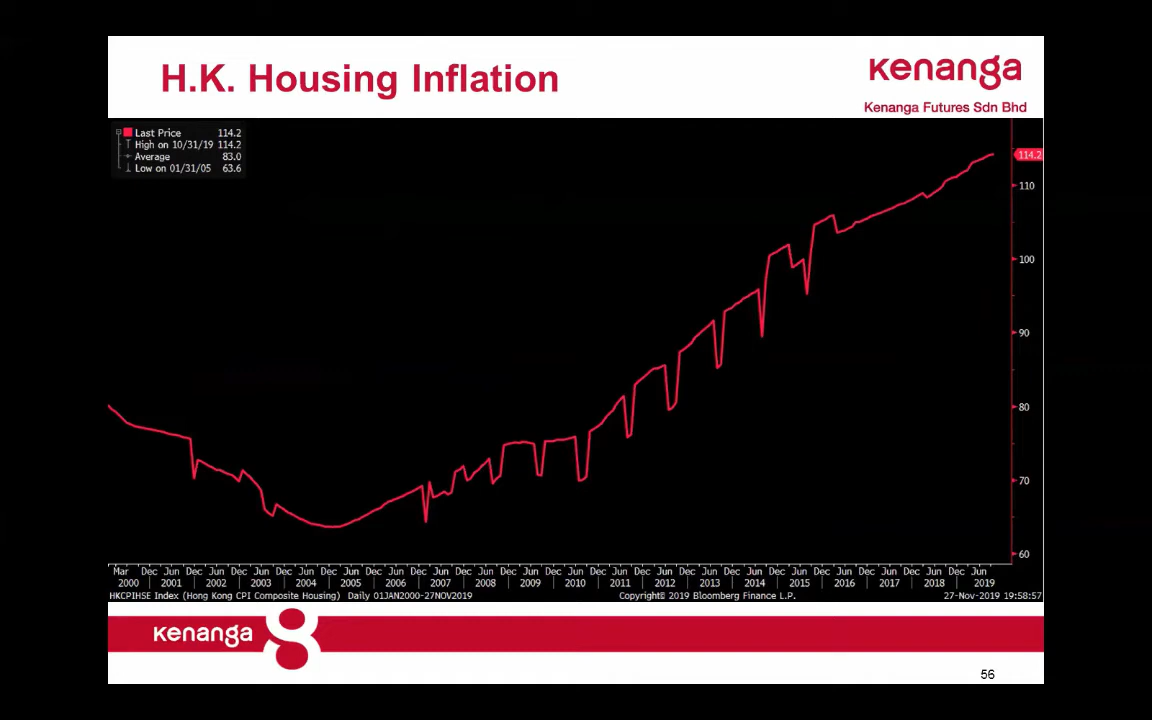 H.K. Housing Inflation
Kenanga
Kenanga Futures Sdn Bhd
Last Price 114.2
High on 10/31/19 114.2
Average 83.0
Low on 01/31/05 63.6
114.2
110
100
90
80
70
60
Mar Dec Jun Dec Jun Dec Jun Dec Jun Dec Jun Dec Jun Dec Jun Dec Jun Dec Jun Dec Jun Dec Jun Dec Jun Dec Jun Dec Jun Dec Jun Dec Jun Dec Jun Dec Jun
2000 2001 2002 2003 2004 2005 2006 2007 2008 2009 2010 2011 2012 2013 2014 2015 2016 2017 2018 2019
HKCPIHSE Index (Hong Kong CPI Composite Housing) Daily 01JAN2000-27NOV2019 Copyright© 2019 Bloomberg Finance L.P. 27-Nov-2019 19:58:57
Kenanga
56